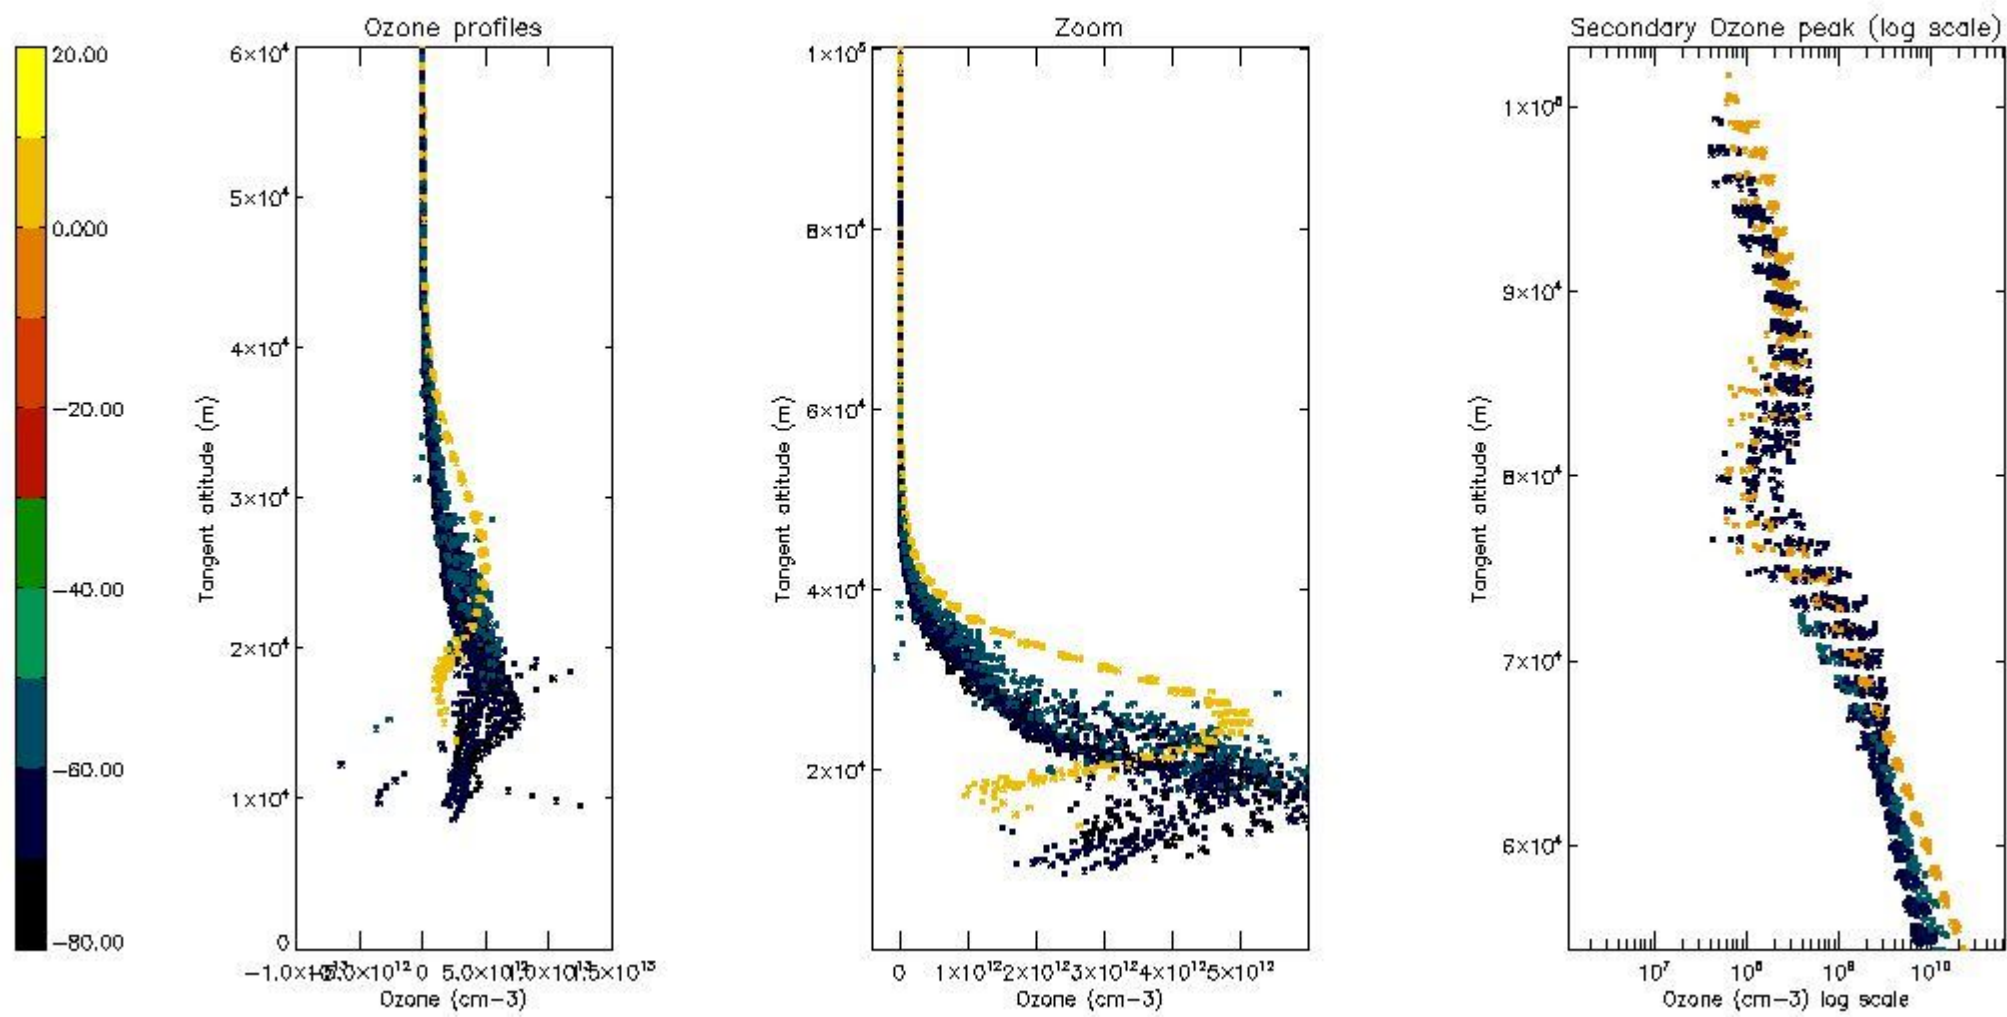 Ozone profiles
Zoom
Secondary Ozone peak (log scale)
20.00
0.000
−20.00
−40.00
−60.00
−80.00
Tangent altitude (m)
6×10⁴
5×10⁴
4×10⁴
3×10⁴
2×10⁴
1×10⁴
0
0
Ozone (cm−3)
Tangent altitude (m)
1×10⁵
8×10⁴
6×10⁴
4×10⁴
2×10⁴
0 1×10¹² 2×10¹² 3×10¹² 4×10¹² 5×10¹²
Ozone (cm−3)
Tangent altitude (m)
9×10⁴
8×10⁴
7×10⁴
6×10⁴
10⁷ 10⁸ 10⁹ 10¹⁰
Ozone (cm−3) log scale